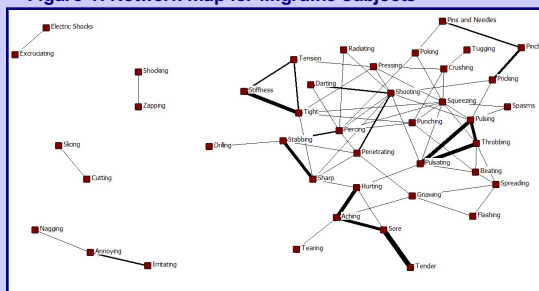 Figure 1: Network map for migraine subjects
Electric Shocks
Excruciating
Shocking
Zapping
Slicing
Cutting
Nagging
Annoying
Irritating
Pins and Needles
Pinch
Radiating
Poking
Tugging
Tension
Pressing
Crushing
Pricking
Darting
Stiffness
Shooting
Squeezing
Spasms
Tight
Punching
Pulsing
Piercing
Drilling
Stabbing
Throbbing
Penetrating
Pulsating
Beating
Sharp
Hurting
Spreading
Gnawing
Aching
Flashing
Sore
Tearing
Tender